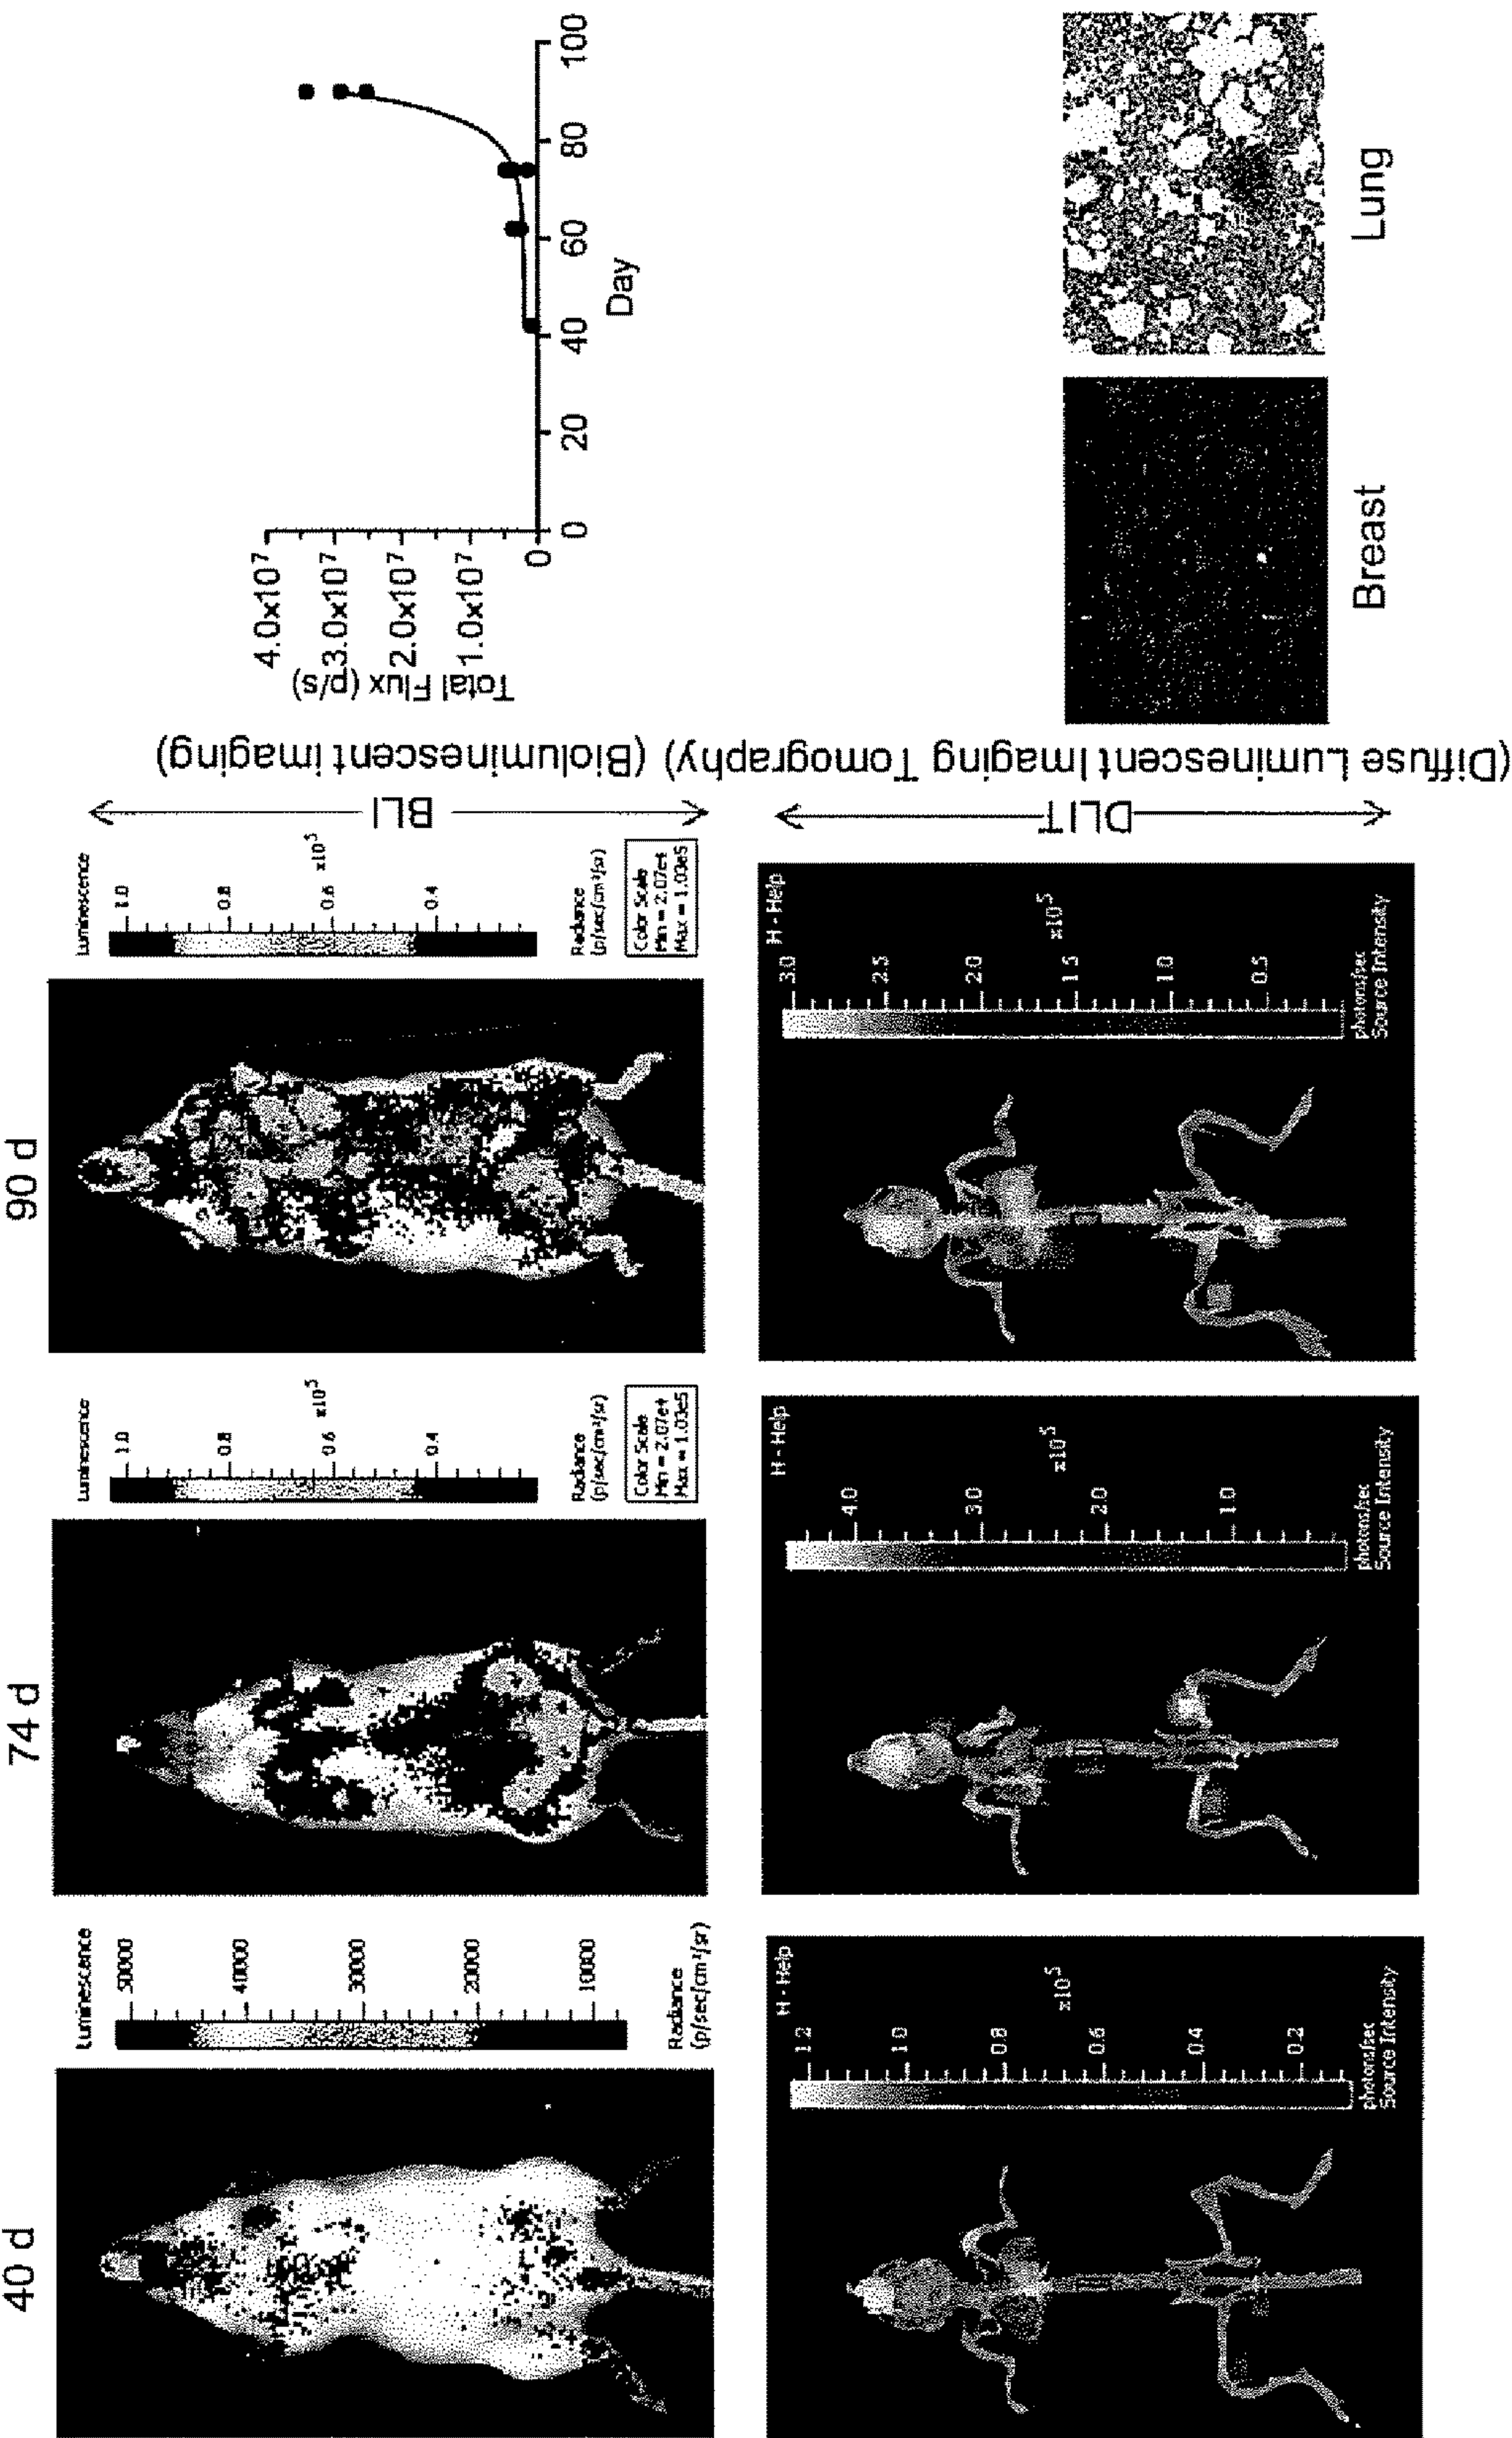 40 d
74 d
90 d
Luminescence
50000
40000
30000
20000
10000
Radiance
(p/sec/cm²/sr)
Luminescence
1.0
0.8
0.6
x10⁵
0.4
Radiance
(p/sec/cm²/sr)
Color Scale
Min = 2.07e4
Max = 1.03e5
Luminescence
1.0
0.8
0.6
x10⁵
0.4
Radiance
(p/sec/cm²/sr)
Color Scale
Min = 2.07e4
Max = 1.03e5
BLI
(Bioluminescent imaging)
Total Flux (p/s)
4.0x10⁷
3.0x10⁷
2.0x10⁷
1.0x10⁷
0
0
20
40
60
80
100
Day
H - Help
1.2
1.0
0.8
x10⁵
0.6
0.4
0.2
photons/sec
Source Intensity
H - Help
4.0
3.0
x10⁵
2.0
1.0
photons/sec
Source Intensity
H - Help
3.0
2.5
2.0
x10⁵
1.5
1.0
0.5
photons/sec
Source Intensity
DLIT
(Diffuse Luminescent Imaging Tomography)
Breast
Lung